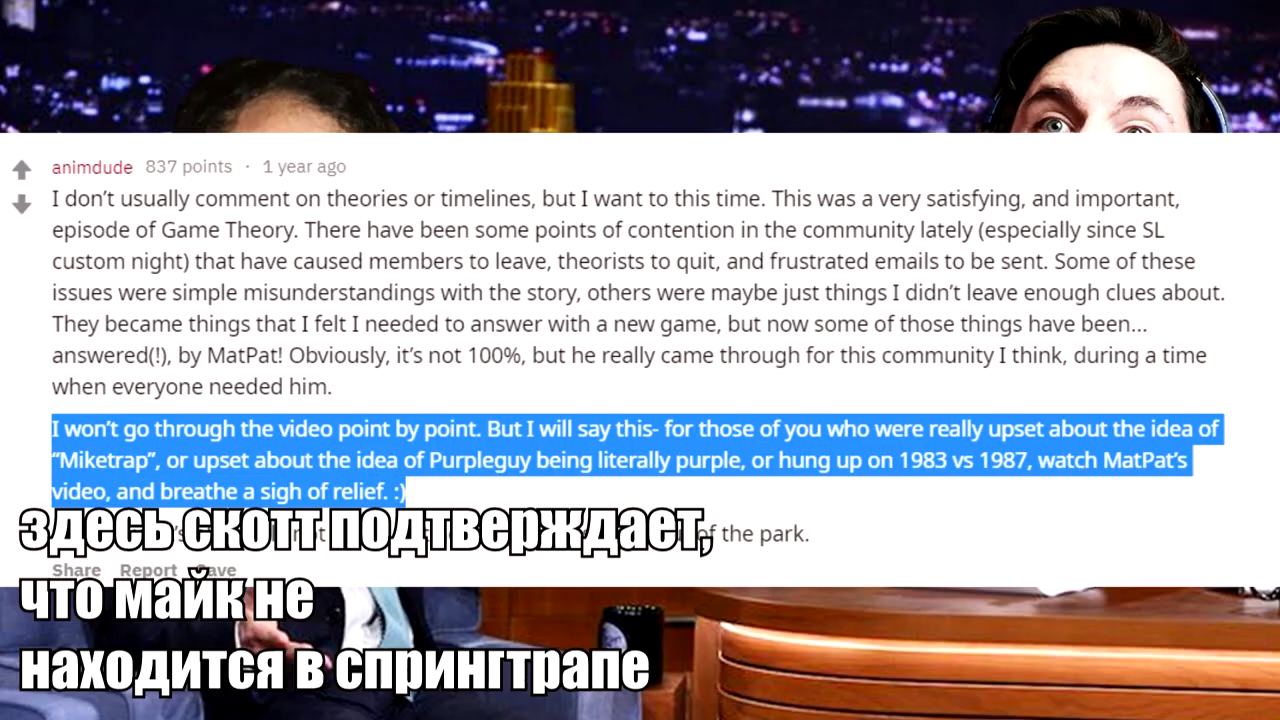 animdude 837 points · 1 year ago
I don't usually comment on theories or timelines, but I want to this time. This was a very satisfying, and important,
episode of Game Theory. There have been some points of contention in the community lately (especially since SL
custom night) that have caused members to leave, theorists to quit, and frustrated emails to be sent. Some of these
issues were simple misunderstandings with the story, others were maybe just things I didn't leave enough clues about.
They became things that I felt I needed to answer with a new game, but now some of those things have been...
answered(!), by MatPat! Obviously, it's not 100%, but he really came through for this community I think, during a time
when everyone needed him.
I won't go through the video point by point. But I will say this- for those of you who were really upset about the idea of
“Miketrap”, or upset about the idea of Purpleguy being literally purple, or hung up on 1983 vs 1987, watch MatPat's
video, and breathe a sigh of relief. :)
of the park.
здесь скотт подтверждает,
Share Report Save
что майк не
находится в спрингтрапе